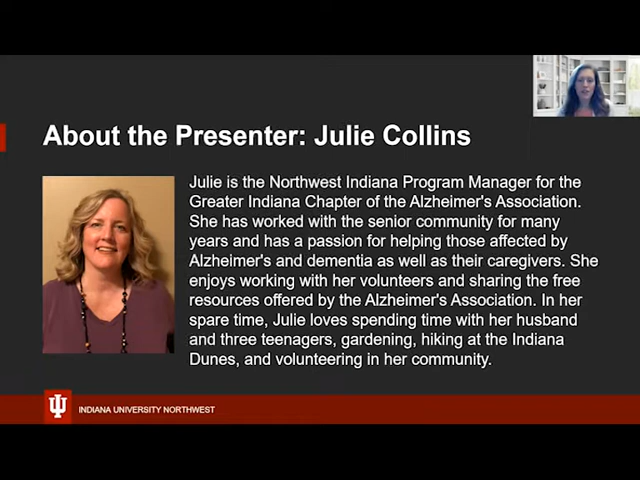 About the Presenter: Julie Collins
Julie is the Northwest Indiana Program Manager for the
Greater Indiana Chapter of the Alzheimer's Association.
She has worked with the senior community for many
years and has a passion for helping those affected by
Alzheimer's and dementia as well as their caregivers. She
enjoys working with her volunteers and sharing the free
resources offered by the Alzheimer's Association. In her
spare time, Julie loves spending time with her husband
and three teenagers, gardening, hiking at the Indiana
Dunes, and volunteering in her community.
INDIANA UNIVERSITY NORTHWEST